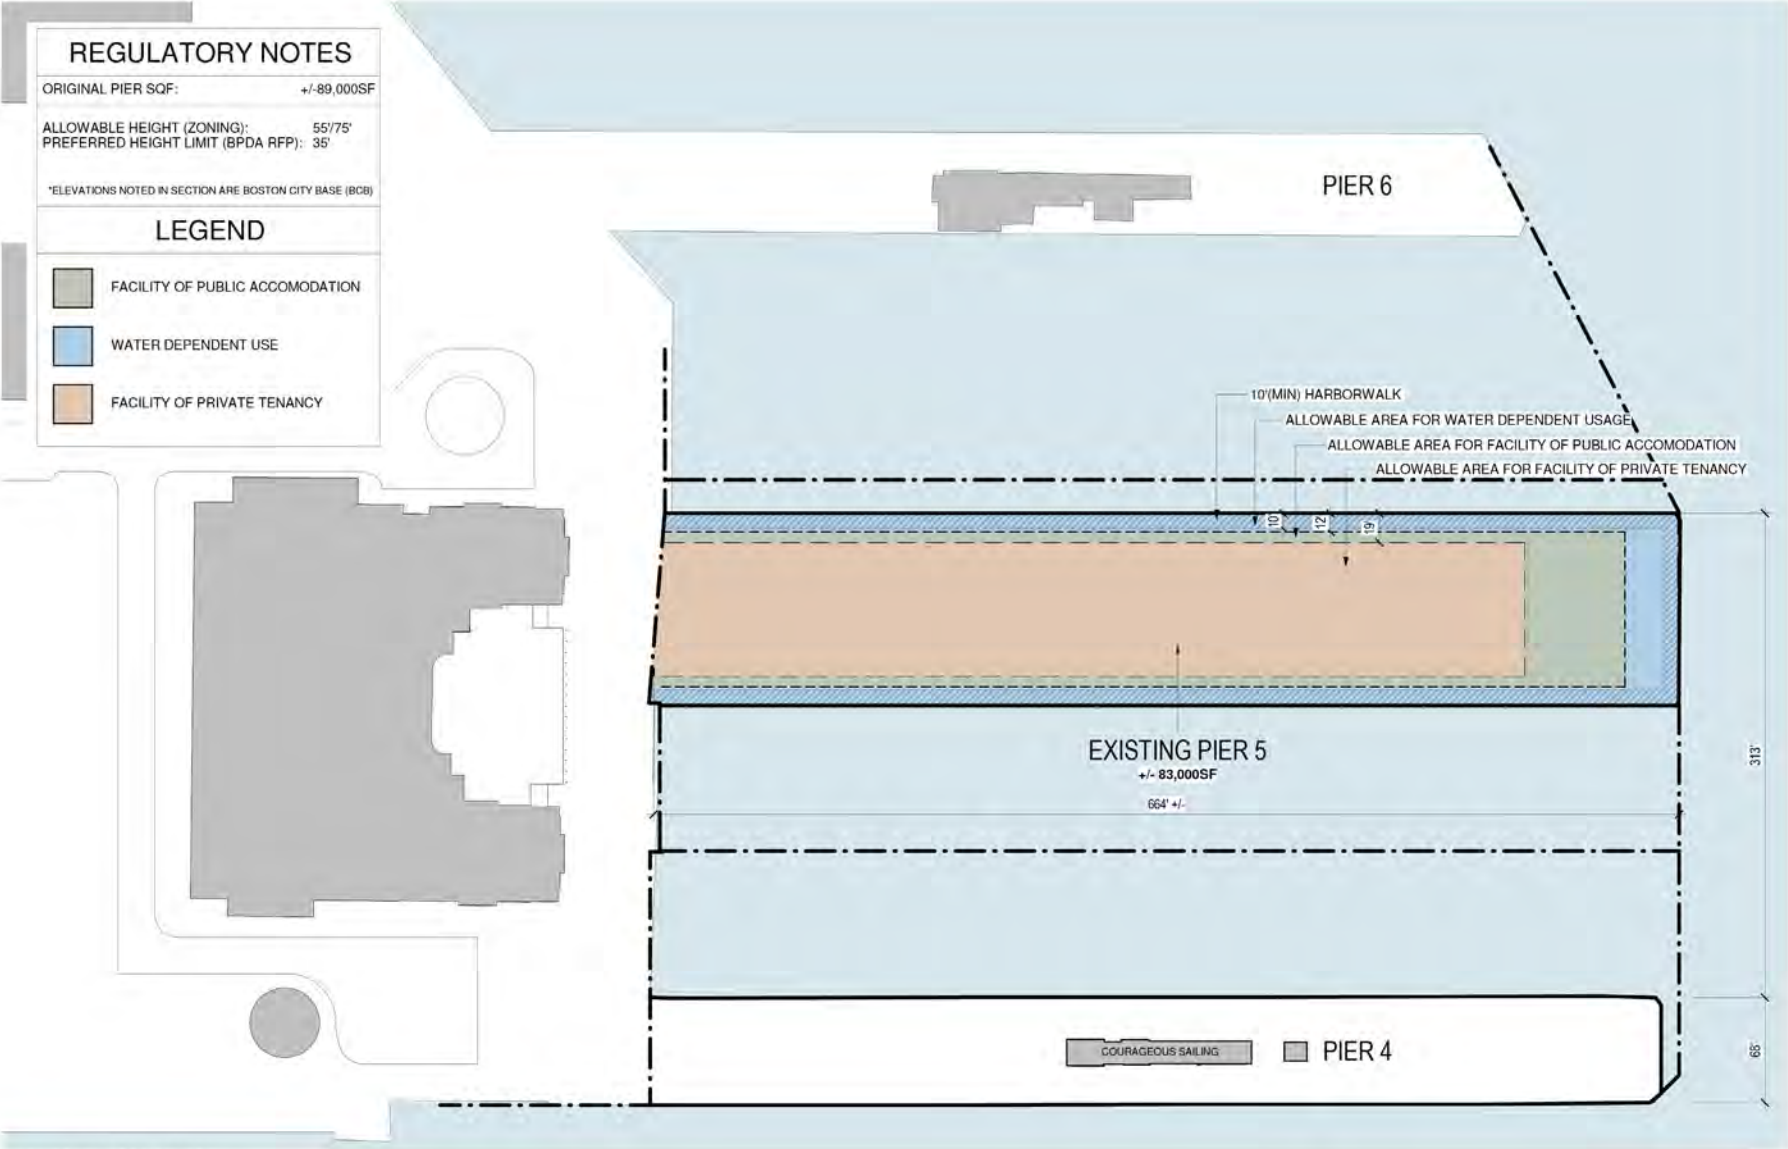 REGULATORY NOTES
ORIGINAL PIER SQF: +/-89,000SF
ALLOWABLE HEIGHT (ZONING): 55'/75'
PREFERRED HEIGHT LIMIT (BPDA RFP): 35'
*ELEVATIONS NOTED IN SECTION ARE BOSTON CITY BASE (BCB)
LEGEND
FACILITY OF PUBLIC ACCOMODATION
WATER DEPENDENT USE
FACILITY OF PRIVATE TENANCY
PIER 6
10'(MIN) HARBORWALK
ALLOWABLE AREA FOR WATER DEPENDENT USAGE
ALLOWABLE AREA FOR FACILITY OF PUBLIC ACCOMODATION
ALLOWABLE AREA FOR FACILITY OF PRIVATE TENANCY
10'
12'
19'
EXISTING PIER 5
+/- 83,000SF
664' +/-
313'
COURAGEOUS SAILING
PIER 4
68'